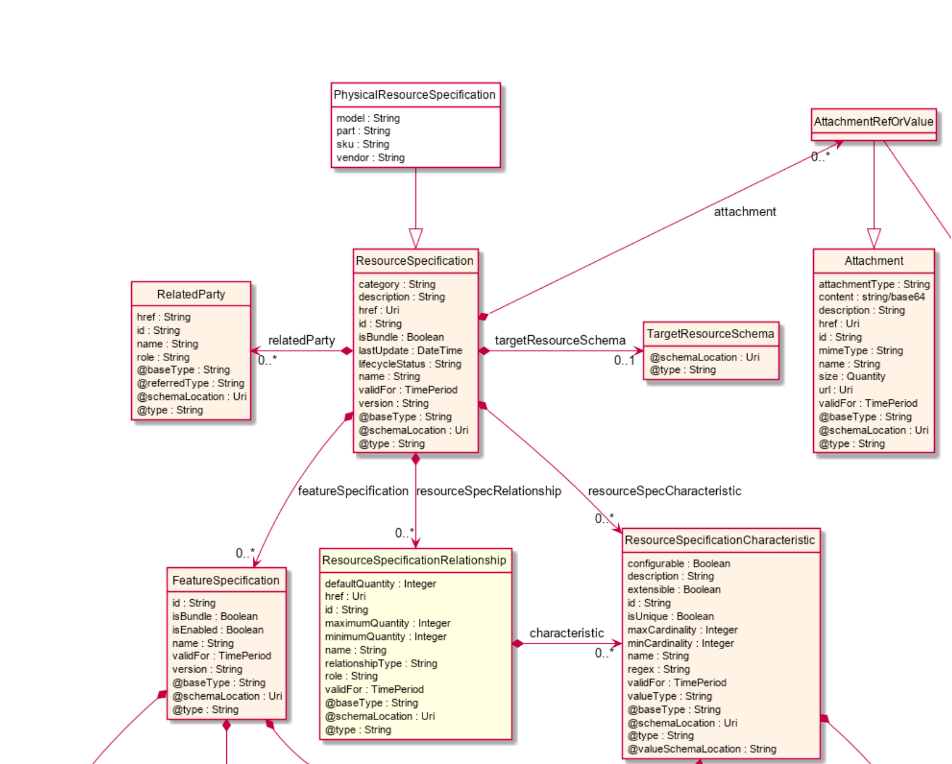 PhysicalResourceSpecification
model : String
part : String
sku : String
vendor : String
AttachmentRefOrValue
0..*
attachment
ResourceSpecification
category : String
description : String
href : Uri
id : String
isBundle : Boolean
lastUpdate : DateTime
lifecycleStatus : String
name : String
validFor : TimePeriod
version : String
@baseType : String
@schemaLocation : Uri
@type : String
Attachment
attachmentType : String
content : string/base64
description : String
href : Uri
id : String
mimeType : String
name : String
size : Quantity
url : Uri
validFor : TimePeriod
@baseType : String
@schemaLocation : Uri
@type : String
RelatedParty
href : String
id : String
name : String
role : String
@baseType : String
@referredType : String
@schemaLocation : Uri
@type : String
relatedParty
0..*
targetResourceSchema
0..1
TargetResourceSchema
@schemaLocation : Uri
@type : String
featureSpecification
resourceSpecRelationship
resourceSpecCharacteristic
0..*
0..*
0..*
FeatureSpecification
id : String
isBundle : Boolean
isEnabled : Boolean
name : String
validFor : TimePeriod
version : String
@baseType : String
@schemaLocation : Uri
@type : String
ResourceSpecificationRelationship
defaultQuantity : Integer
href : Uri
id : String
maximumQuantity : Integer
minimumQuantity : Integer
name : String
relationshipType : String
role : String
validFor : TimePeriod
@baseType : String
@schemaLocation : Uri
@type : String
characteristic
0..*
ResourceSpecificationCharacteristic
configurable : Boolean
description : String
extensible : Boolean
id : String
isUnique : Boolean
maxCardinality : Integer
minCardinality : Integer
name : String
regex : String
validFor : TimePeriod
valueType : String
@baseType : String
@schemaLocation : Uri
@type : String
@valueSchemaLocation : String